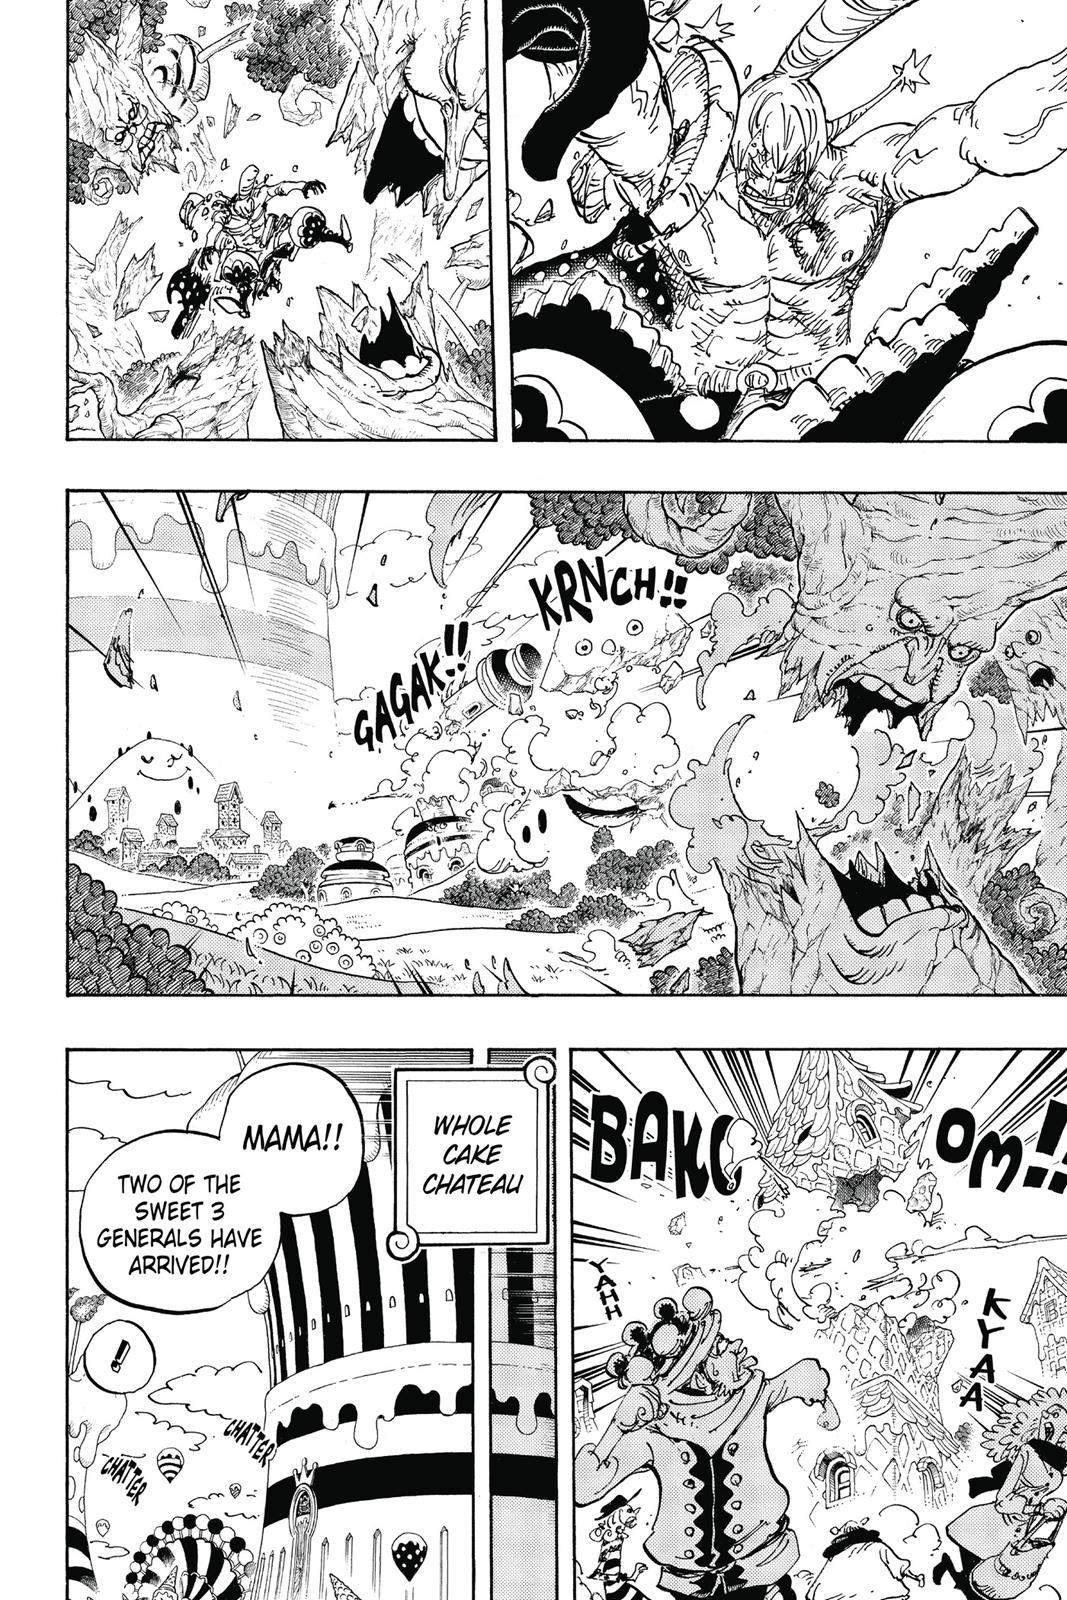 KRNCH!!
GAGAK!!
BAKOOM!!
YAHH
KYAA
WHOLE
CAKE
CHATEAU
MAMA!!
TWO OF THE
SWEET 3
GENERALS HAVE
ARRIVED!!
!
CHATTER
CHATTER